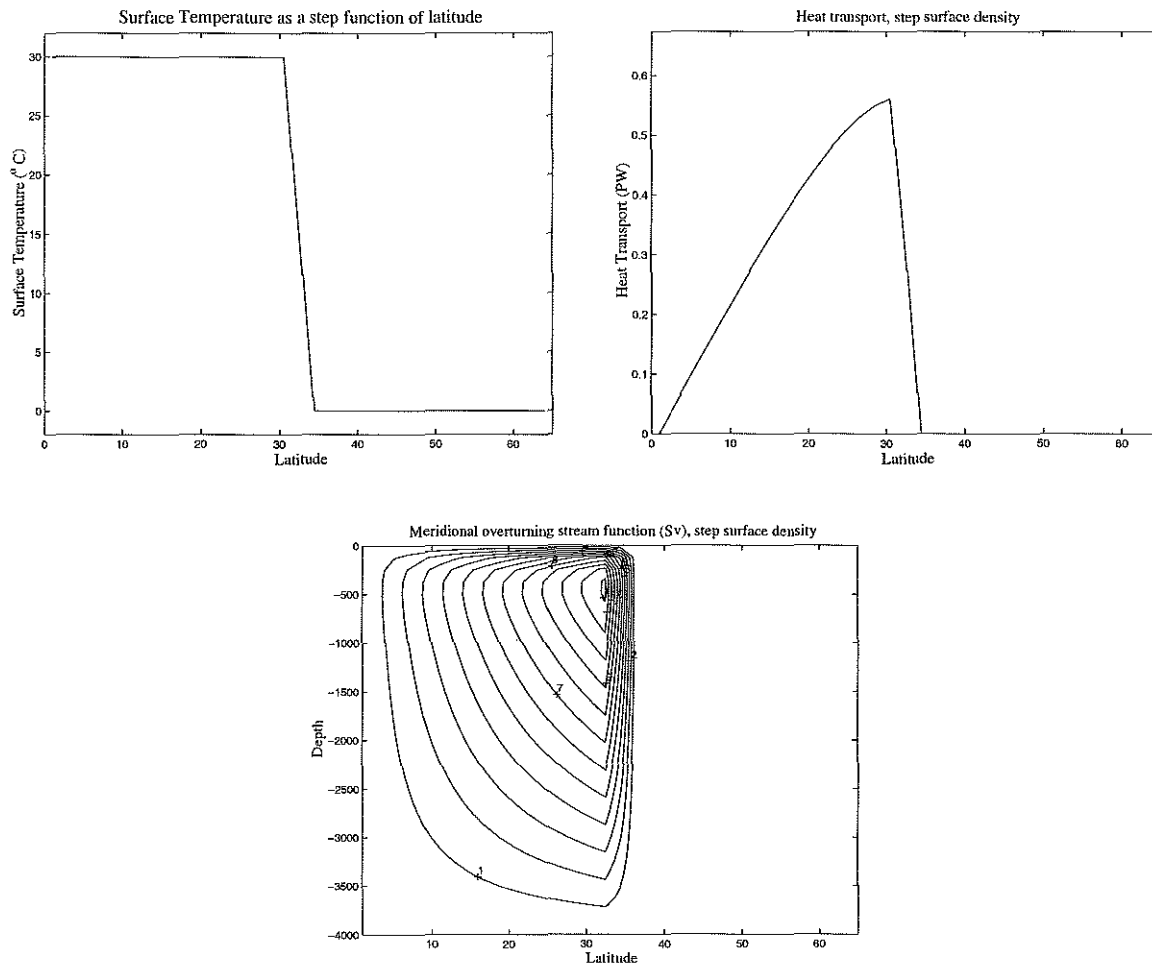 Surface Temperature as a step function of latitude
30
25
20
15
10
5
0
Surface Temperature (° C)
0 10 20 30 40 50 60
Latitude
Heat transport, step surface density
0.6
0.5
0.4
0.3
0.2
0.1
0
Heat Transport (PW)
0 10 20 30 40 50 60
Latitude
Meridional overturning stream function (Sv), step surface density
0
-500
-1000
-1500
-2000
-2500
-3000
-3500
-4000
Depth
7
2
1
10 20 30 40 50 60
Latitude